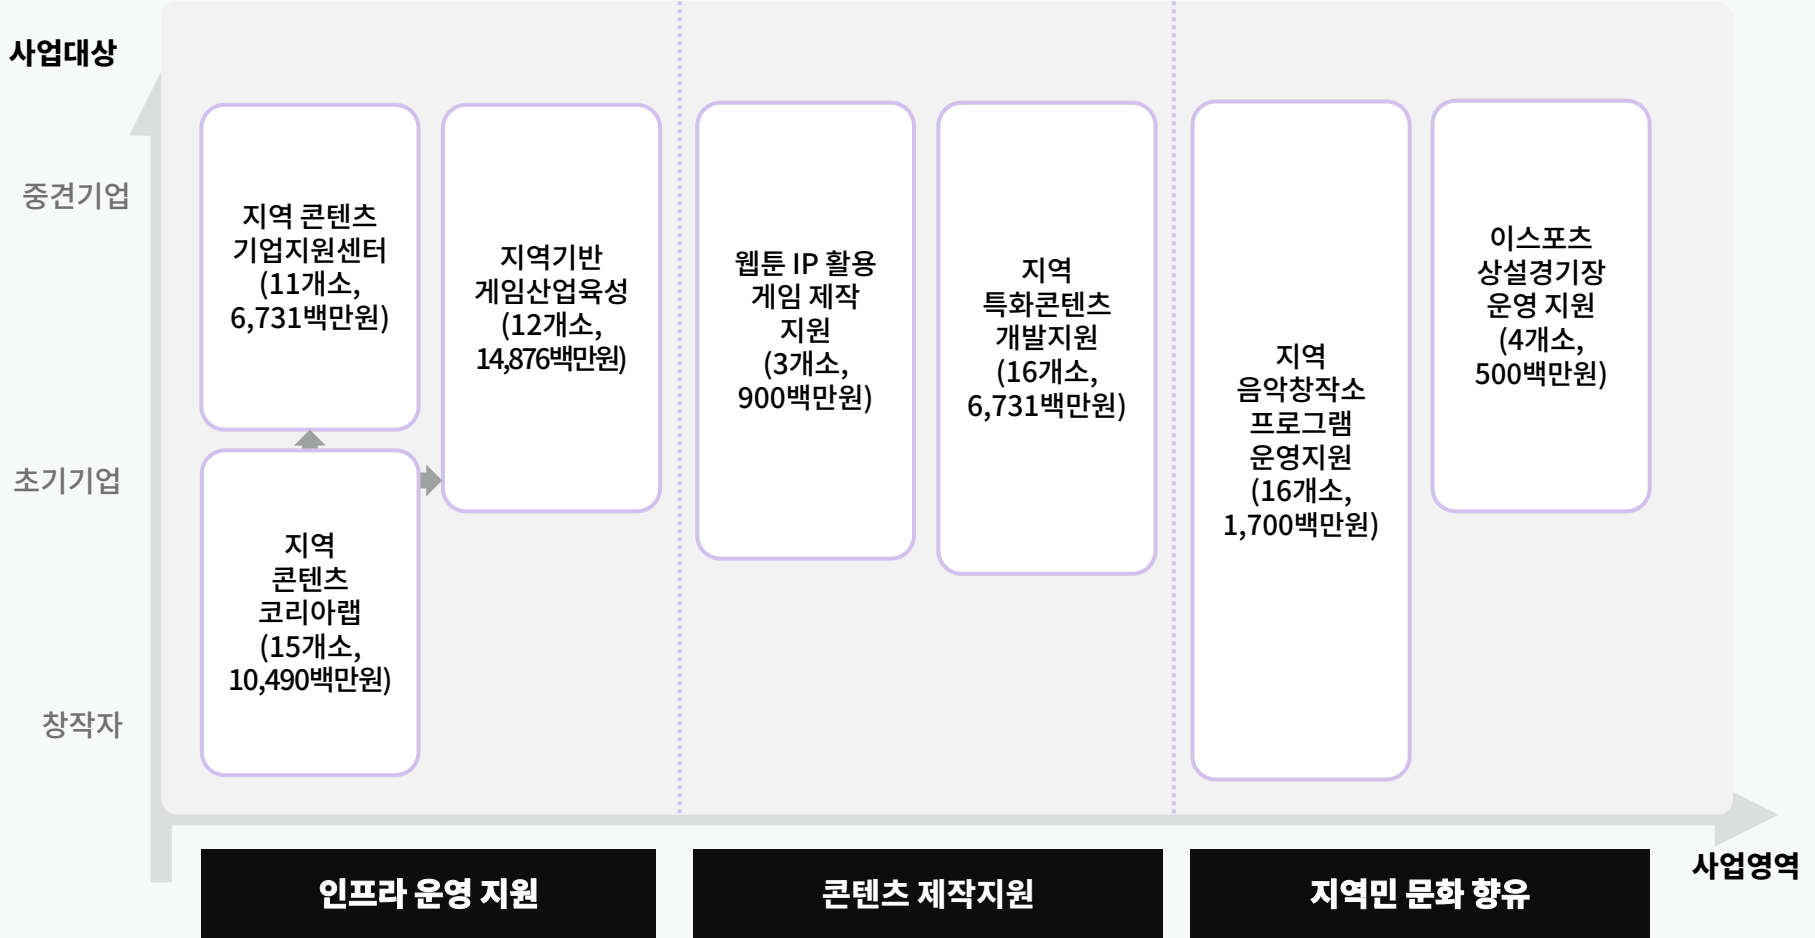 사업대상
중견기업
초기기업
창작자
지역 콘텐츠
기업지원센터
(11개소,
6,731백만원)
지역
콘텐츠
코리아랩
(15개소,
10,490백만원)
지역기반
게임산업육성
(12개소,
14,876백만원)
웹툰 IP 활용
게임 제작
지원
(3개소,
900백만원)
지역
특화콘텐츠
개발지원
(16개소,
6,731백만원)
지역
음악창작소
프로그램
운영지원
(16개소,
1,700백만원)
이스포츠
상설경기장
운영 지원
(4개소,
500백만원)
사업영역
인프라 운영 지원
콘텐츠 제작지원
지역민 문화 향유